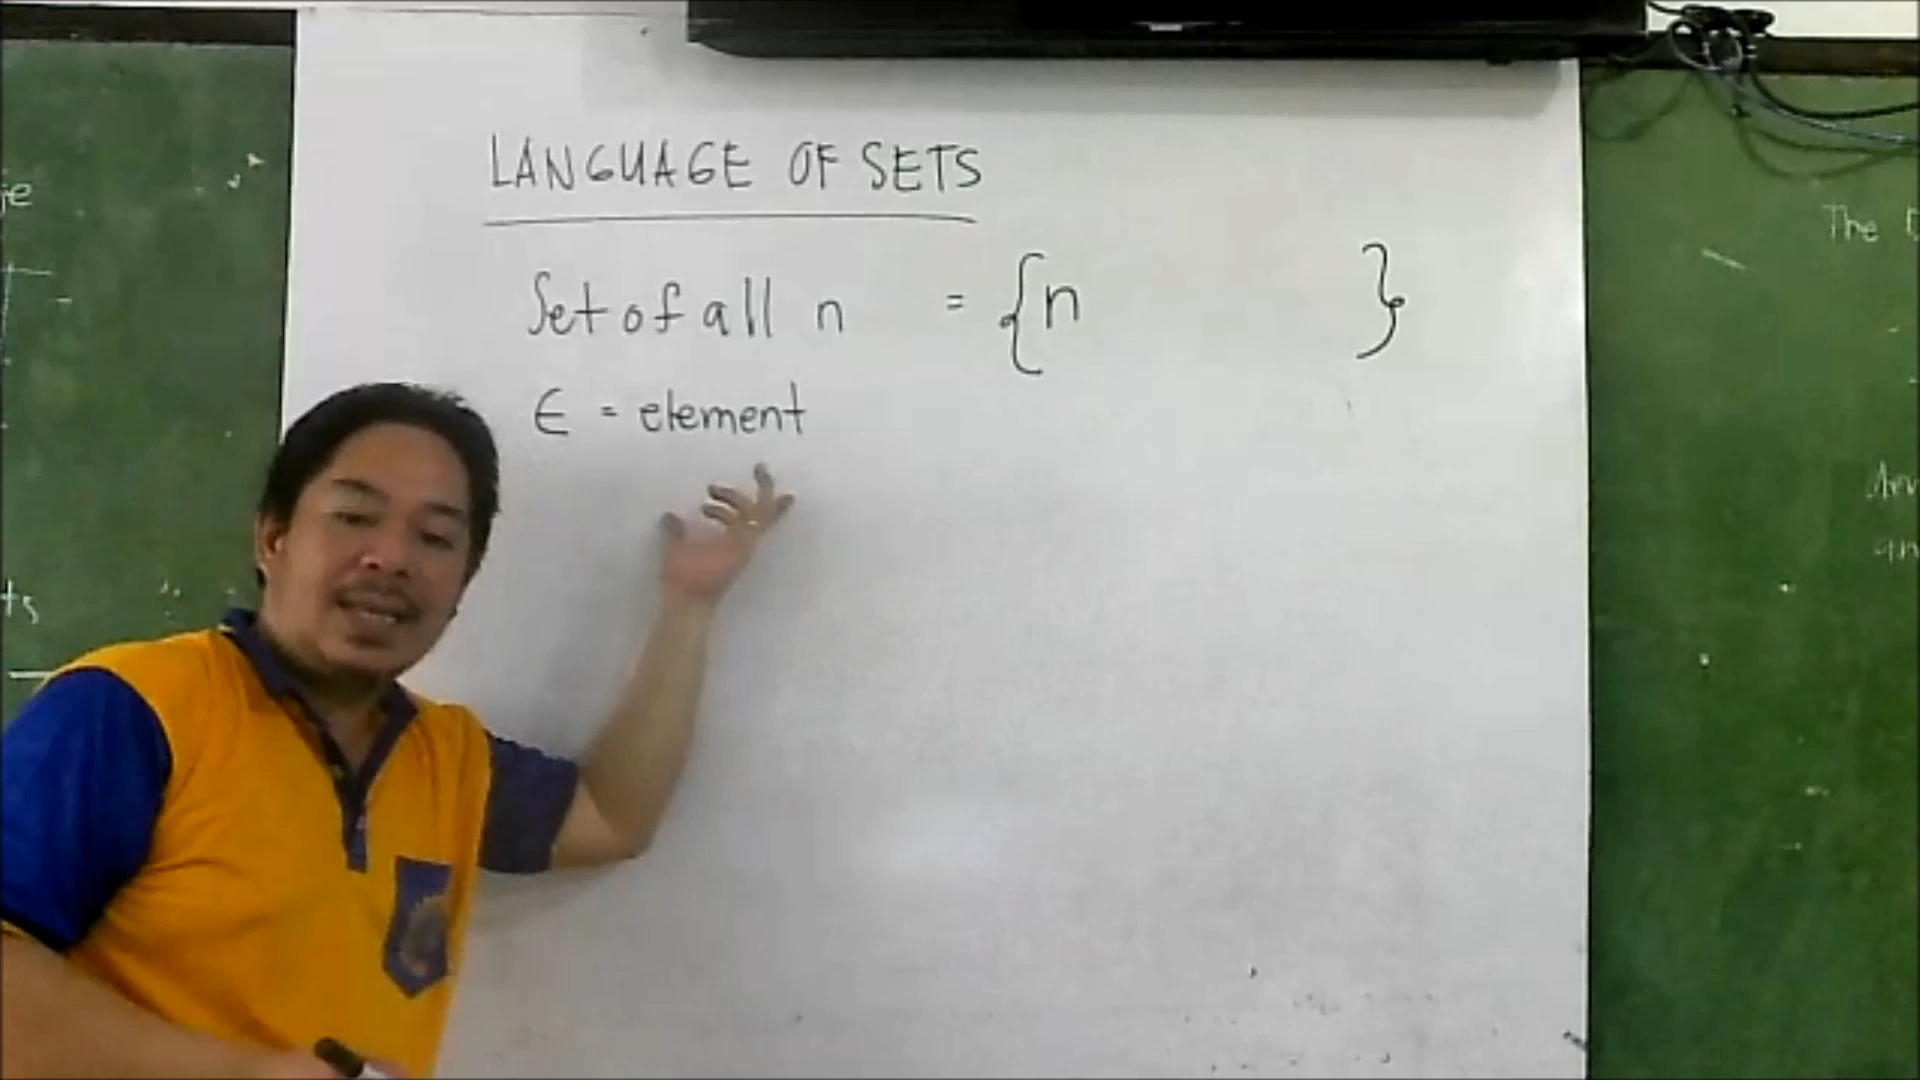 LANGUAGE OF SETS
Set of all n = {n }
∈ = element
The